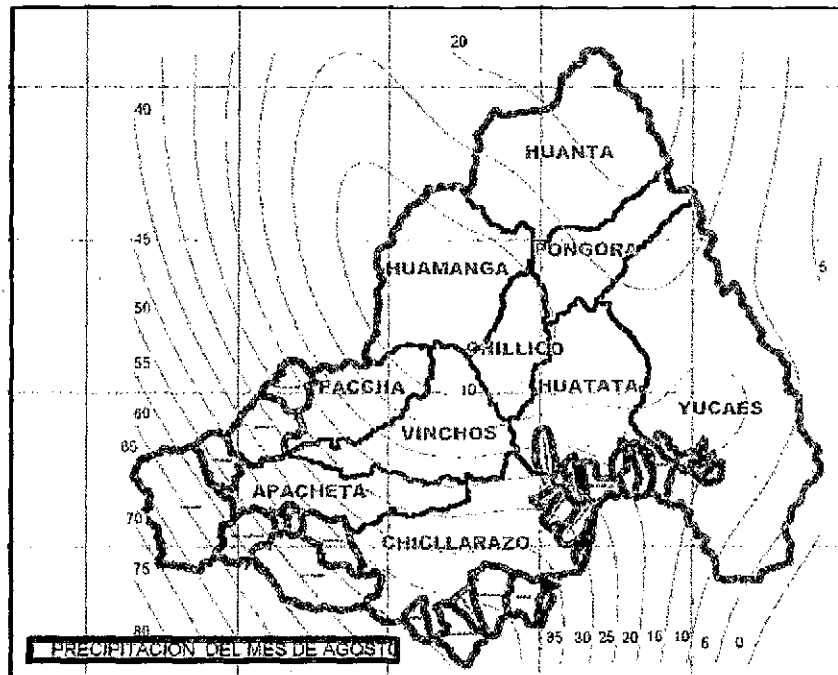 20
40
HUANTA
45
PONGORA
HUAMANGA
5
50
CHILLICO
55
PACCHA
10
HUATATA
60
YUCAES
VINCHOS
65
APACHETA
70
CHICLLARAZO
75
80
35 30 25 20 15 10 5 0
PRECIPITACION DEL MES DE AGOSTO